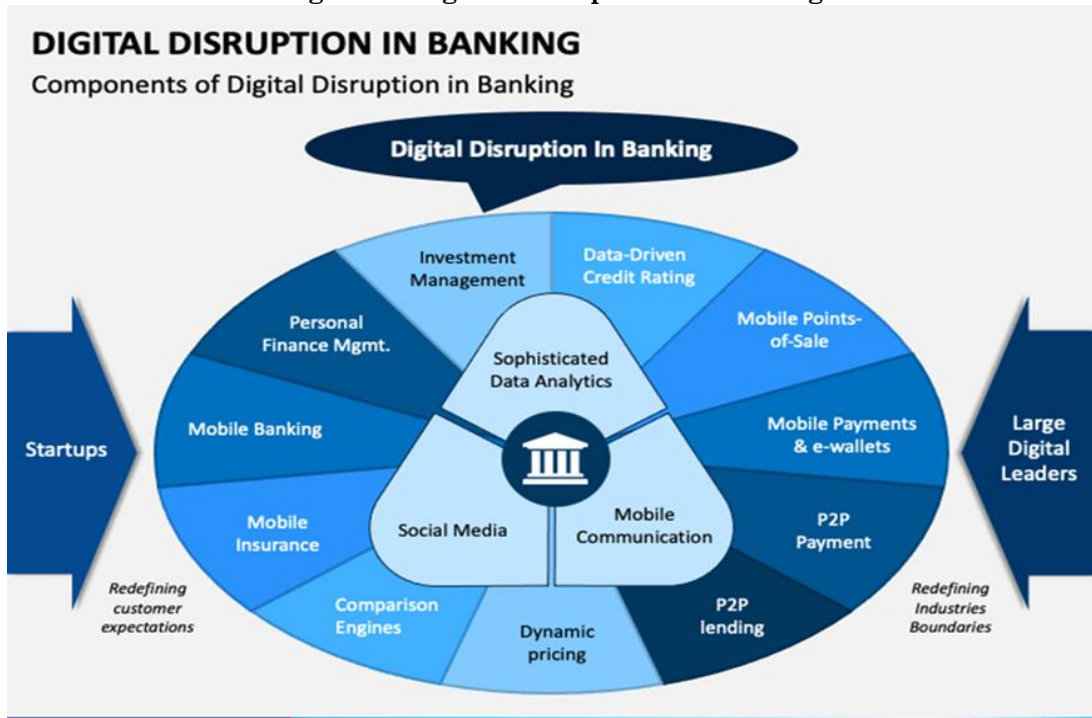 DIGITAL DISRUPTION IN BANKING
Components of Digital Disruption in Banking
Digital Disruption In Banking
Investment
Management
Data-Driven
Credit Rating
Personal
Finance Mgmt.
Mobile Points-
of-Sale
Sophisticated
Data Analytics
Mobile Banking
Mobile Payments
& e-wallets
Startups
Large
Digital
Leaders
Social Media
Mobile
Communication
Mobile
Insurance
P2P
Payment
Redefining
customer
expectations
Redefining
Industries
Boundaries
Comparison
Engines
Dynamic
pricing
P2P
lending